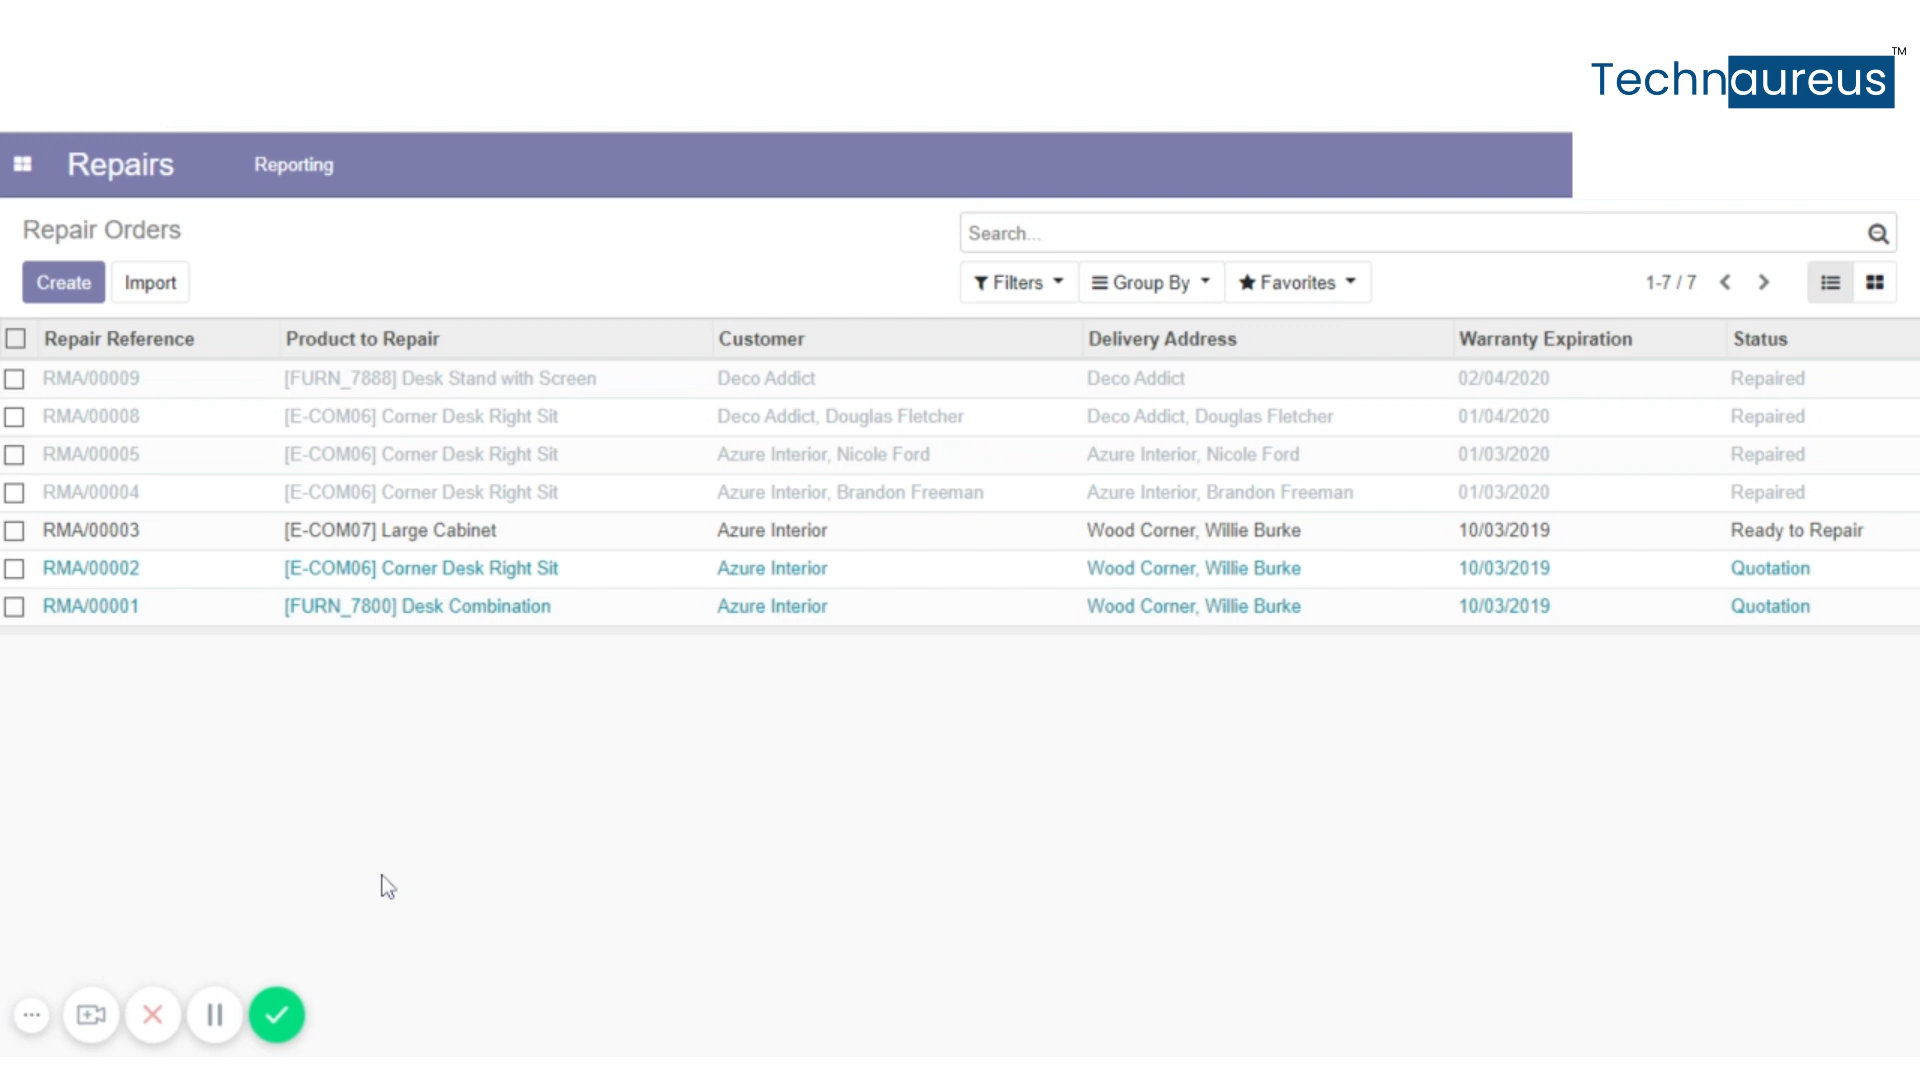 Technaureus™
Repairs Reporting
Repair Orders
Search...
Create Import Filters Group By Favorites 1-7 / 7
Repair Reference Product to Repair Customer Delivery Address Warranty Expiration Status
RMA/00009 [FURN_7888] Desk Stand with Screen Deco Addict Deco Addict 02/04/2020 Repaired
RMA/00008 [E-COM06] Corner Desk Right Sit Deco Addict, Douglas Fletcher Deco Addict, Douglas Fletcher 01/04/2020 Repaired
RMA/00005 [E-COM06] Corner Desk Right Sit Azure Interior, Nicole Ford Azure Interior, Nicole Ford 01/03/2020 Repaired
RMA/00004 [E-COM06] Corner Desk Right Sit Azure Interior, Brandon Freeman Azure Interior, Brandon Freeman 01/03/2020 Repaired
RMA/00003 [E-COM07] Large Cabinet Azure Interior Wood Corner, Willie Burke 10/03/2019 Ready to Repair
RMA/00002 [E-COM06] Corner Desk Right Sit Azure Interior Wood Corner, Willie Burke 10/03/2019 Quotation
RMA/00001 [FURN_7800] Desk Combination Azure Interior Wood Corner, Willie Burke 10/03/2019 Quotation